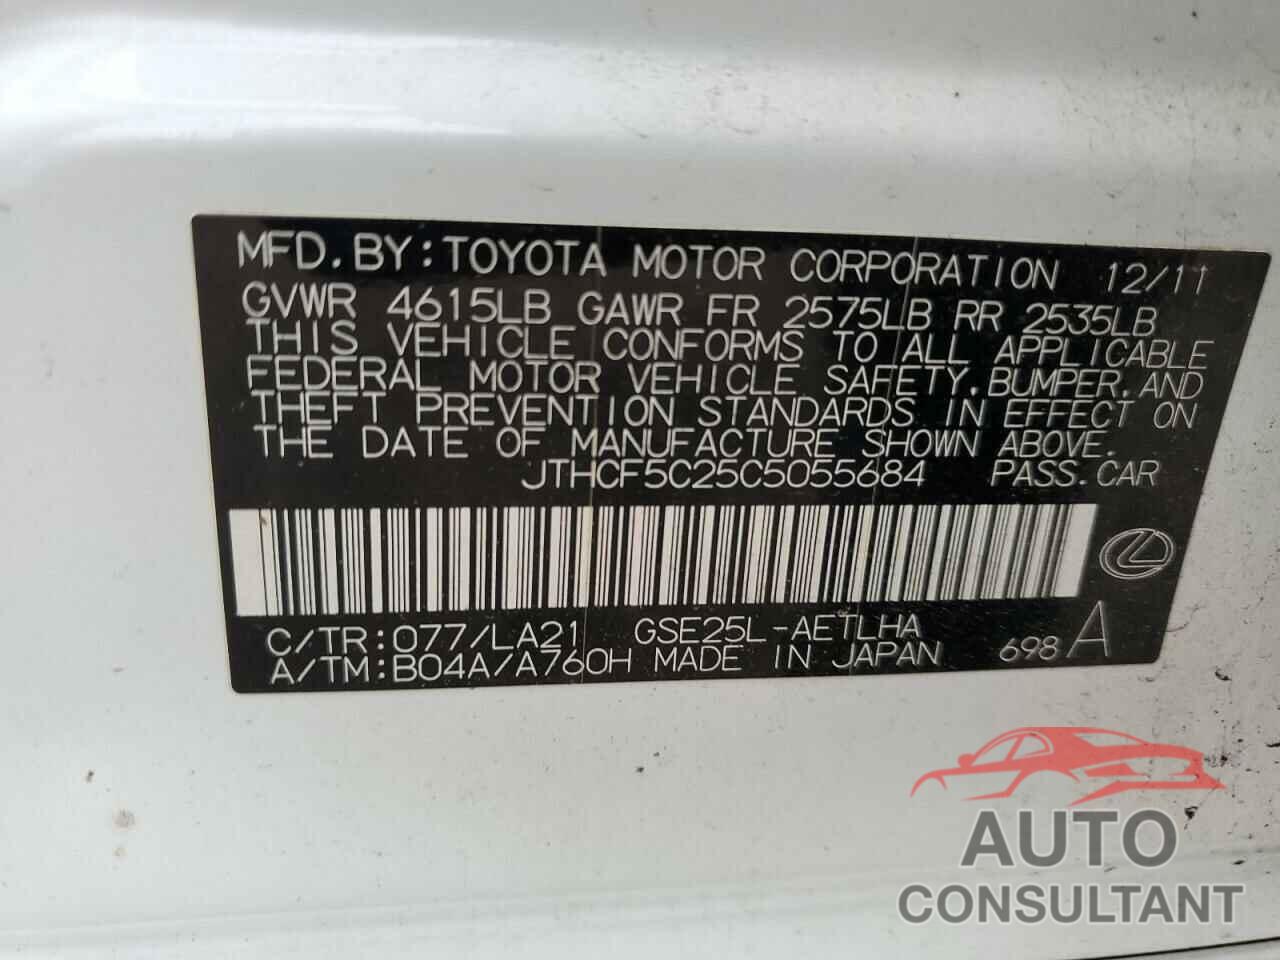 MFD. BY: TOYOTA MOTOR CORPORATION 12/11
GVWR 4615LB GAWR FR 2575LB RR 2535LB
THIS VEHICLE CONFORMS TO ALL APPLICABLE
FEDERAL MOTOR VEHICLE SAFETY, BUMPER, AND
THEFT PREVENTION STANDARDS IN EFFECT ON
THE DATE OF MANUFACTURE SHOWN ABOVE.
JTHCF5C25C5055684 PASS. CAR
C/TR: 077/LA21 GSE25L-AETLHA
A/TM: B04A/A760H MADE IN JAPAN 698 A
AUTO
CONSULTANT